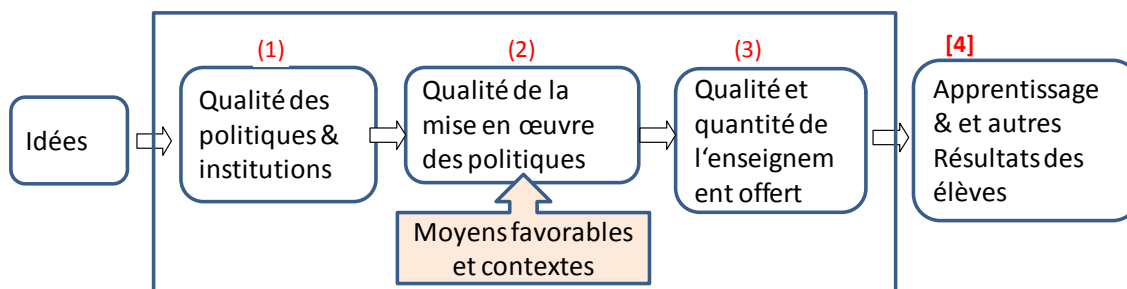 (1)
(2)
(3)
[4]
Idées
Qualité des
politiques &
institutions
Qualité de la
mise en œuvre
des politiques
Qualité et
quantité de
l‘enseignem
ent offert
Apprentissage
& et autres
Résultats des
élèves
Moyens favorables
et contextes